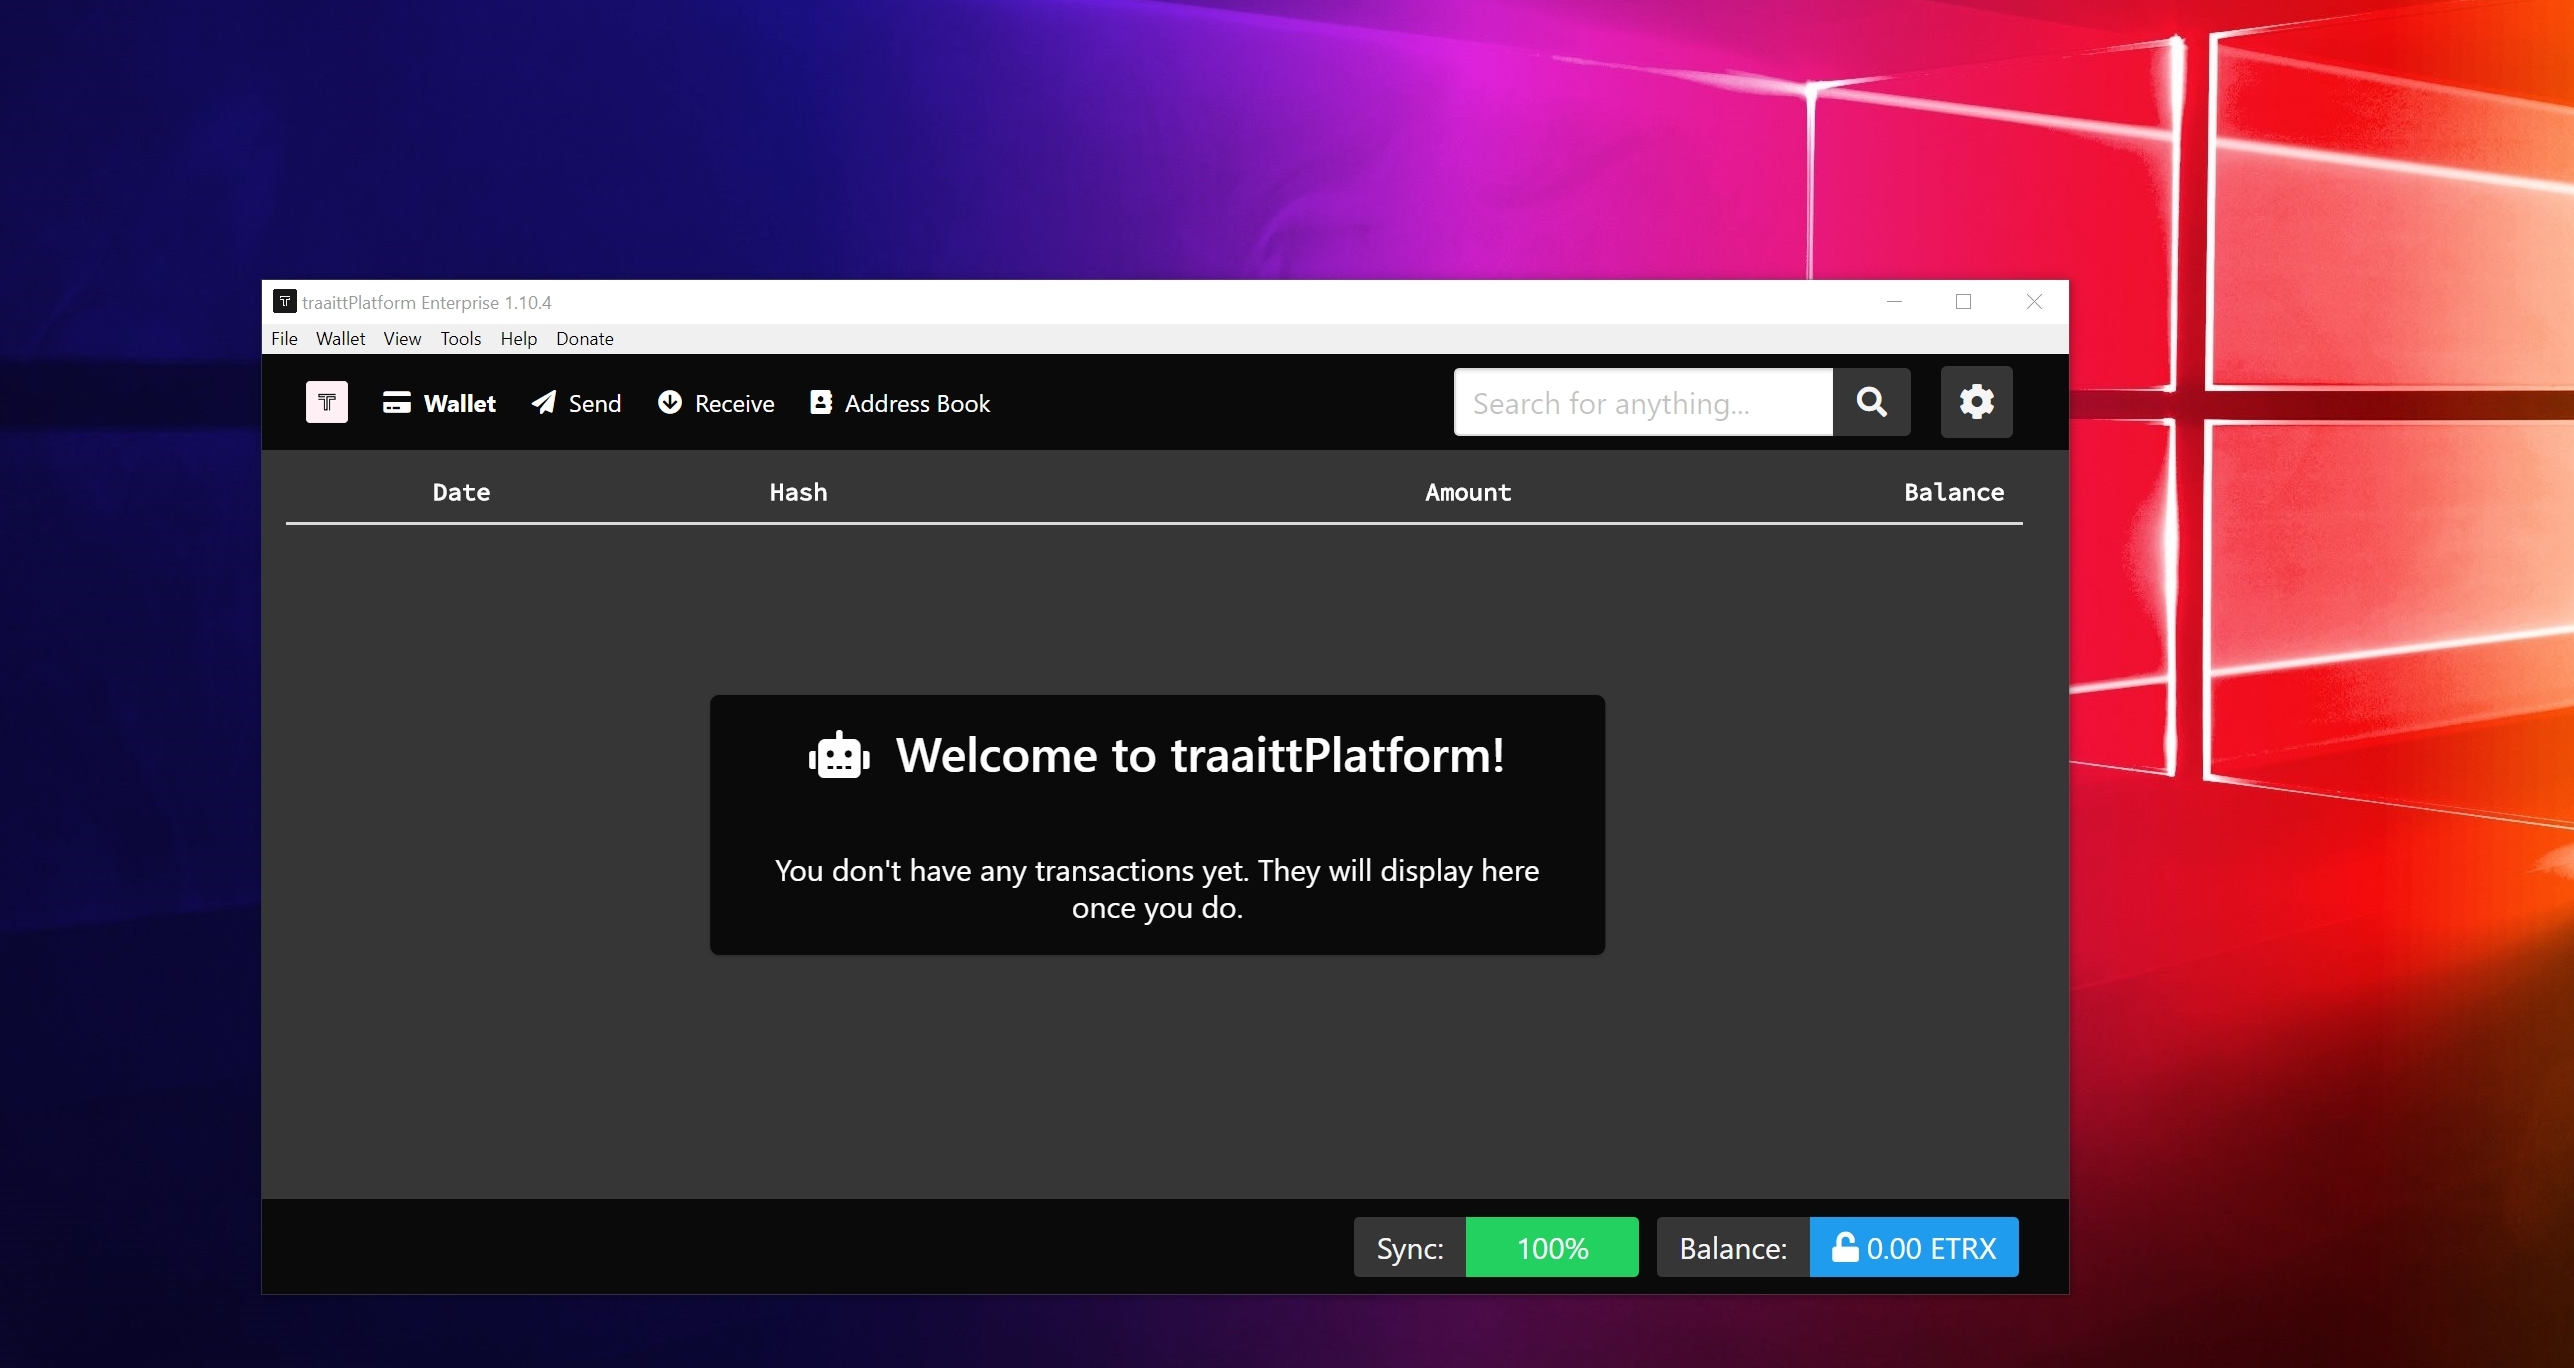 traaittPlatform Enterprise 1.10.4
File Wallet View Tools Help Donate
Wallet Send Receive Address Book Search for anything...
Date Hash Amount Balance
Welcome to traaittPlatform!
You don't have any transactions yet. They will display here
once you do.
Sync: 100% Balance: 0.00 ETRX